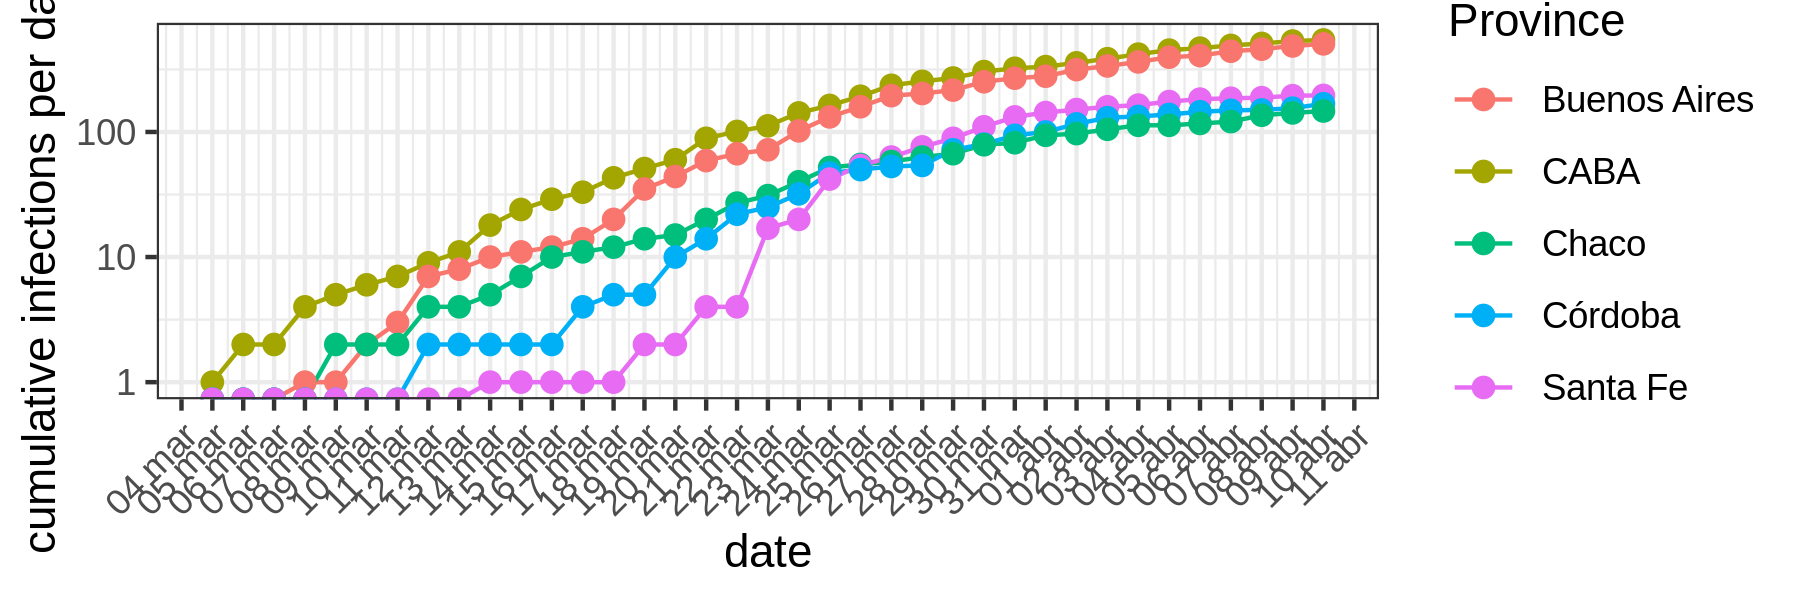 cumulative infections per da
100
10
1
04-mar
05-mar
06-mar
07-mar
08-mar
09-mar
10-mar
11-mar
12-mar
13-mar
14-mar
15-mar
16-mar
17-mar
18-mar
19-mar
20-mar
21-mar
22-mar
23-mar
24-mar
25-mar
26-mar
27-mar
28-mar
29-mar
30-mar
31-mar
01-abr
02-abr
03-abr
04-abr
05-abr
06-abr
07-abr
08-abr
09-abr
10-abr
11-abr
date
Province
Buenos Aires
CABA
Chaco
Córdoba
Santa Fe